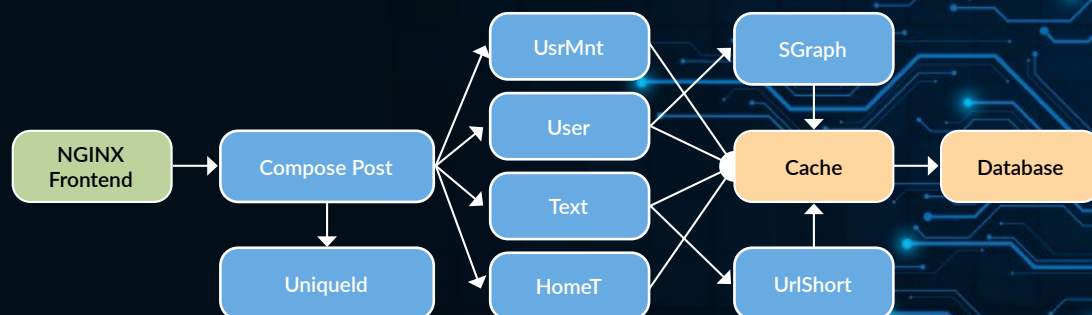 NGINX
Frontend
Compose Post
UniqueId
UsrMnt
User
Text
HomeT
SGraph
Cache
UrlShort
Database